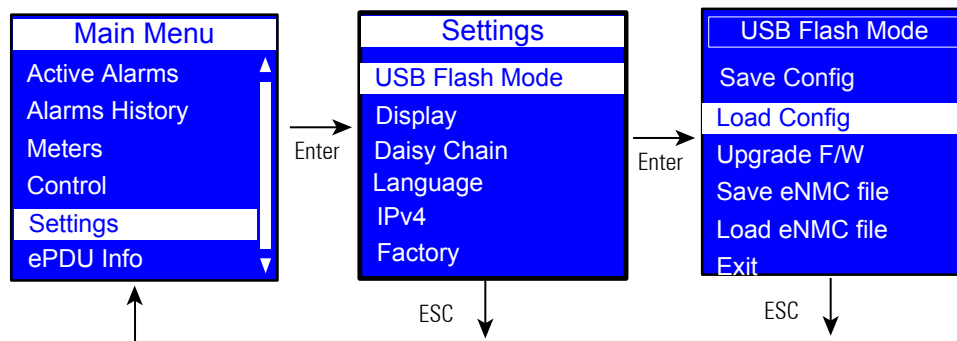 Main Menu
Active Alarms
Alarms History
Meters
Control
Settings
ePDU Info
Enter
Settings
USB Flash Mode
Display
Daisy Chain
Language
IPv4
Factory
Enter
USB Flash Mode
Save Config
Load Config
Upgrade F/W
Save eNMC file
Load eNMC file
Exit
ESC
ESC